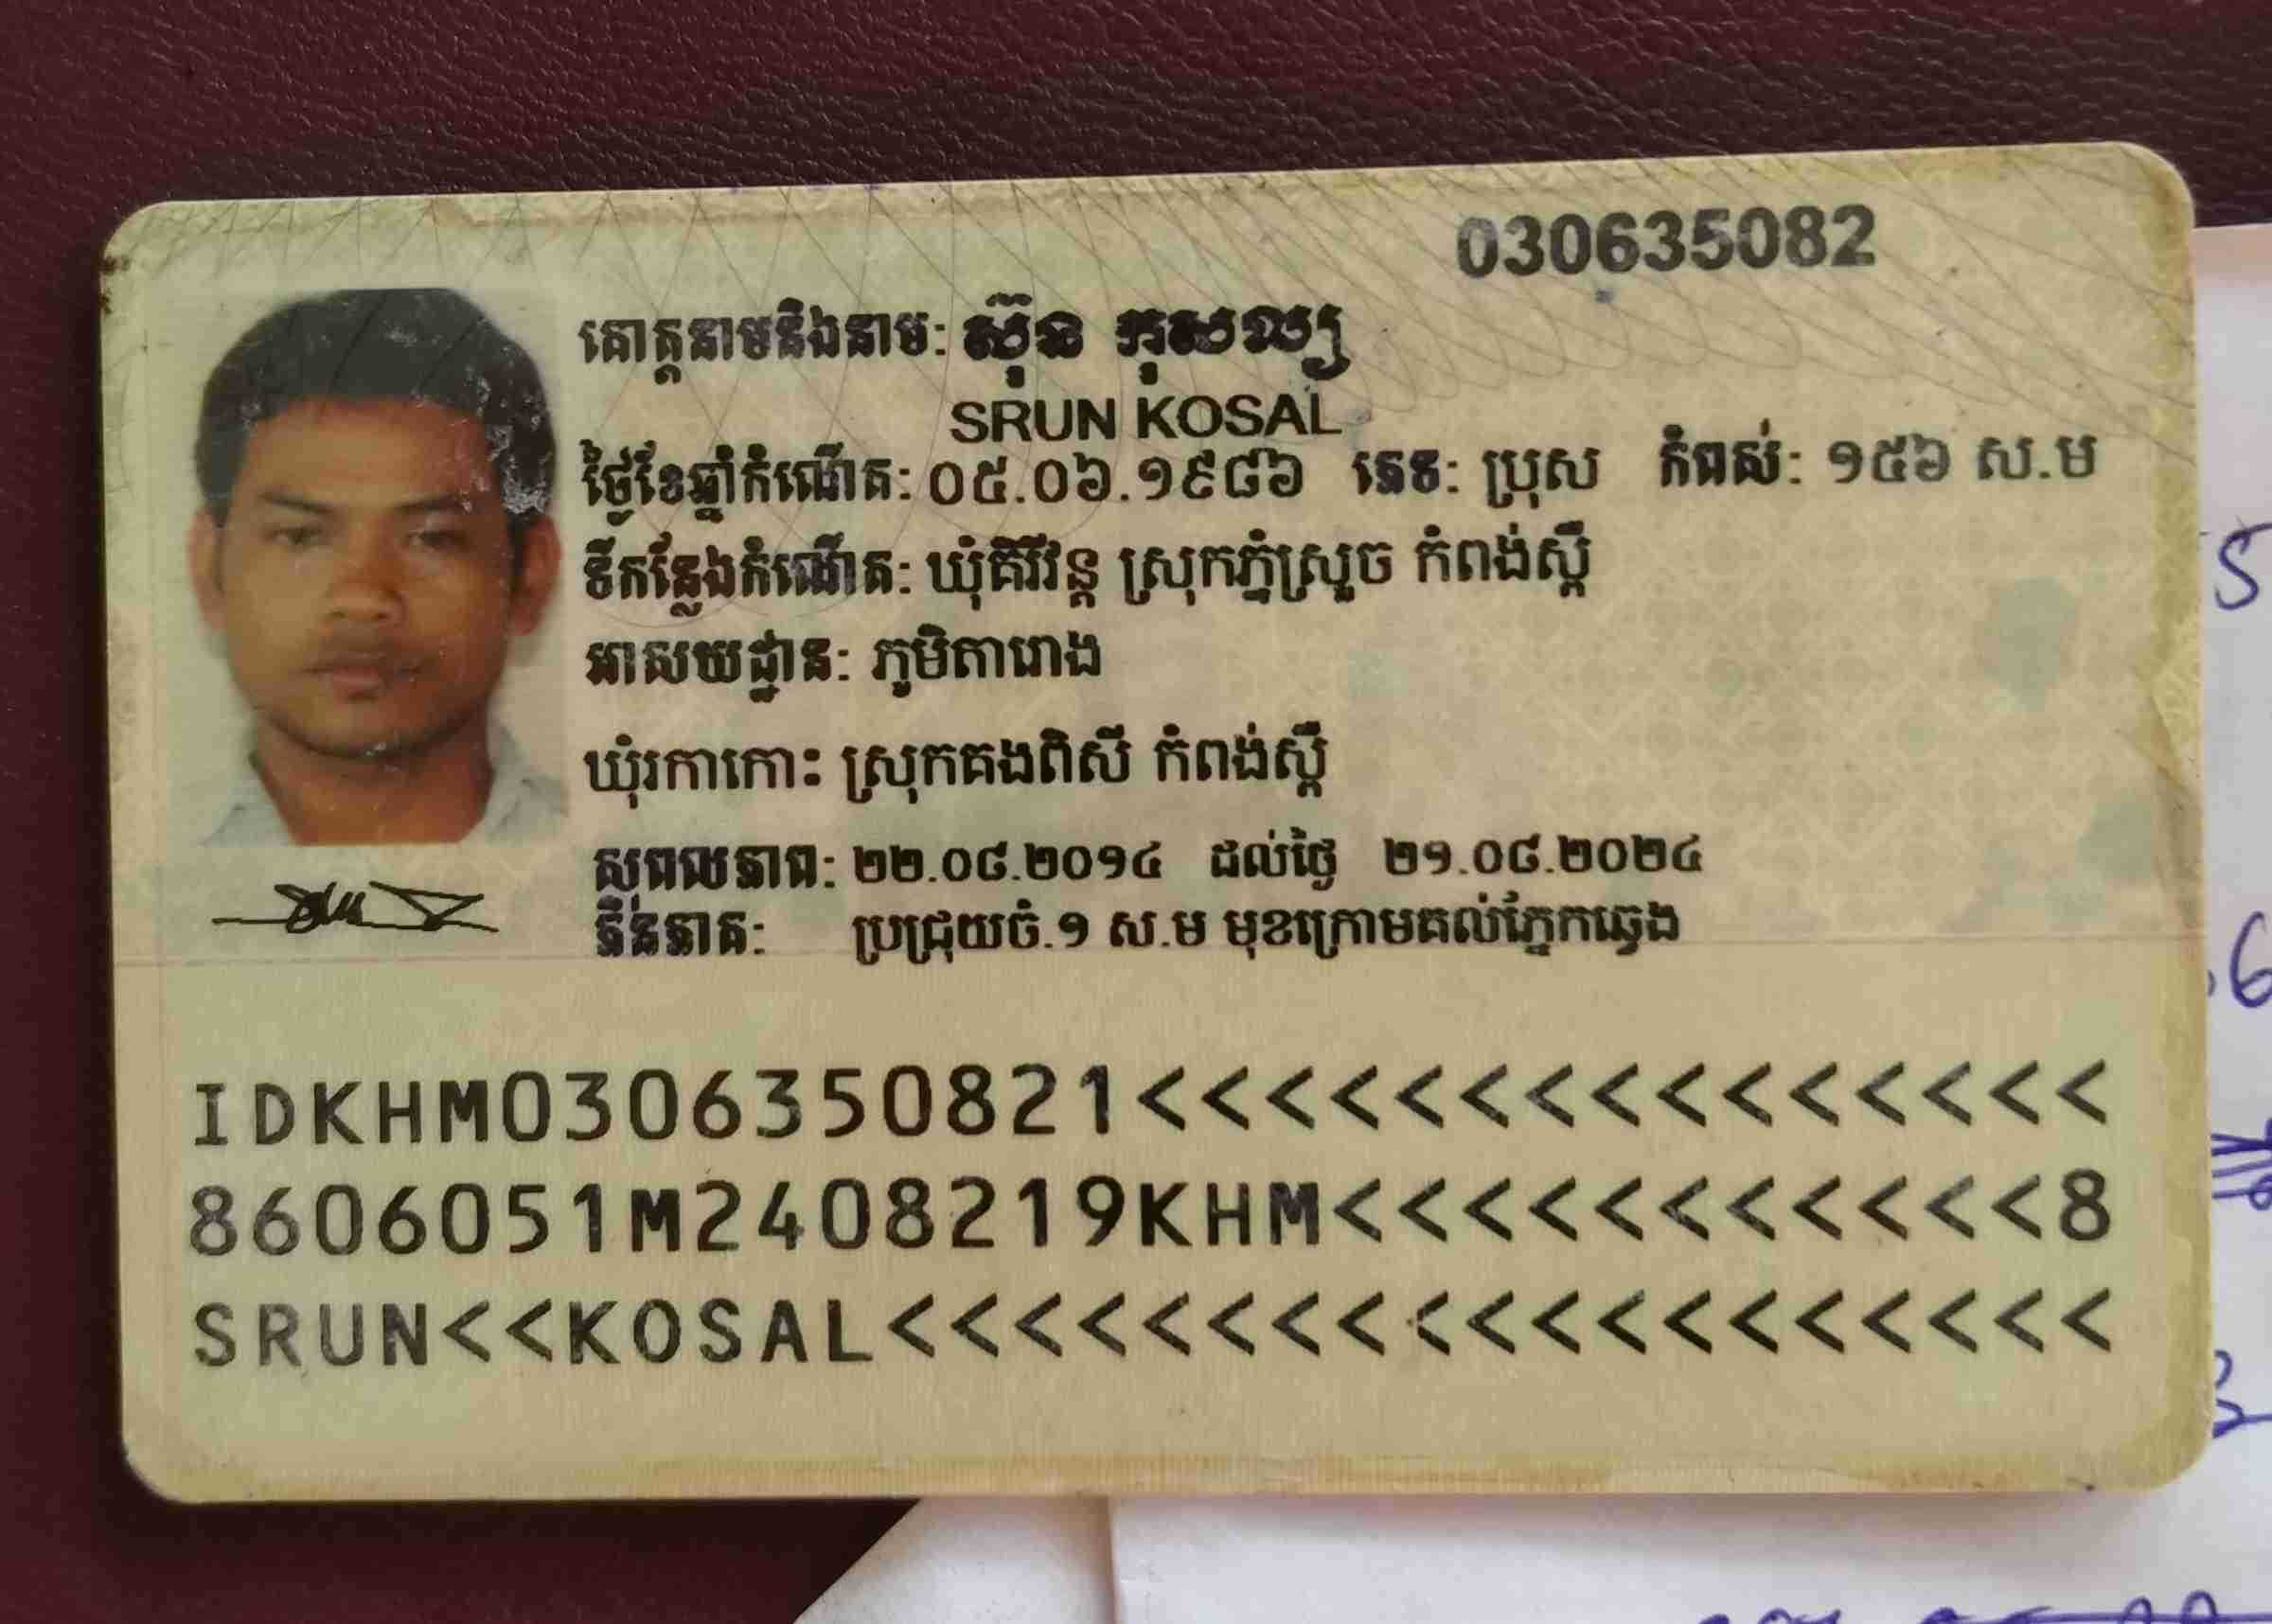 030635082
គោត្តនាមនិងនាម: ស៊្រុន កុសល្យ
SRUN KOSAL
ថ្ងៃខែឆ្នាំកំណើត: ០៥.០៦.១៩៨៦ ភេទ: ប្រុស កំពស់: ១៥៦ ស.ម
ទីកន្លែងកំណើត: ឃុំគិរីវន្ត ស្រុកភ្នំស្រួច កំពង់ស្ពឺ
អាសយដ្ឋាន: ភូមិតារោង
ឃុំរកាកោះ ស្រុកគងពិសី កំពង់ស្ពឺ
សុពលភាព: ២២.០៨.២០១៤ ដល់ថ្ងៃ ២១.០៨.២០២៤
ភិនភាគ: ប្រជ្រុយចំ.១ ស.ម មុខក្រោមគល់ភ្នែកឆ្វេង
IDKHM0306350821<<<<<<<<<<<<<<<
8606051M2408219KHM<<<<<<<<<<<8
SRUN<<KOSAL<<<<<<<<<<<<<<<<<<<